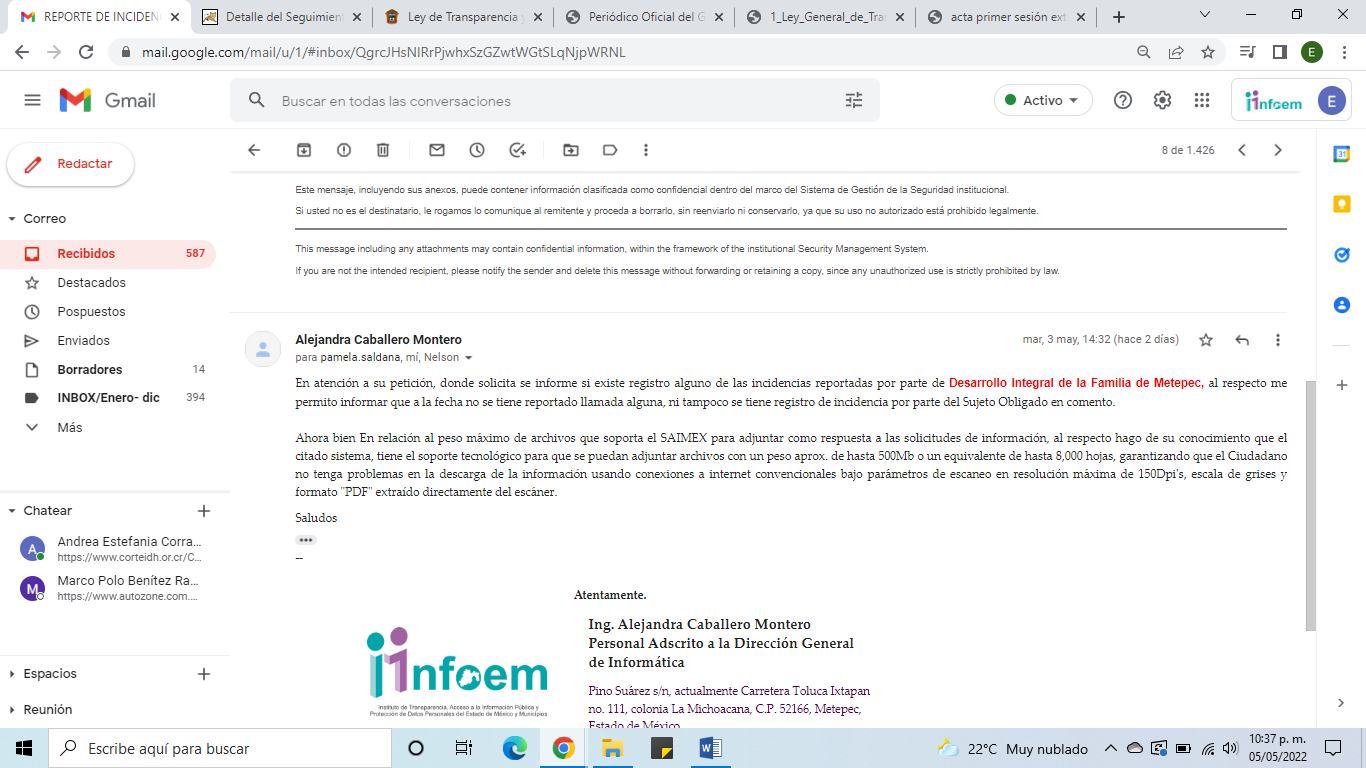 REPORTE DE INCIDEN
Detalle del Seguimient
Ley de Transparencia y
Periódico Oficial del G
1_Ley_General_de_Tra
acta primer sesión ext
mail.google.com/mail/u/1/#inbox/QgrcJHsNIRrPjwhxSzGZwtWGtSLqNjpWRNL
E
Gmail
Buscar en todas las conversaciones
Activo
infoem
E
Redactar
8 de 1.426
Correo
Recibidos 587
Destacados
Pospuestos
Enviados
Borradores 14
INBOX/Enero- dic 394
Más
Chatear
A
Andrea Estefania Corra...
https://www.corteidh.or.cr/C...
M
Marco Polo Benítez Ra...
https://www.autozone.com....
Espacios
Reunión
Este mensaje, incluyendo sus anexos, puede contener información clasificada como confidencial dentro del marco del Sistema de Gestión de la Seguridad institucional.
Si usted no es el destinatario, le rogamos lo comunique al remitente y proceda a borrarlo, sin reenviarlo ni conservarlo, ya que su uso no autorizado está prohibido legalmente.
This message including any attachments may contain confidential information, within the framework of the institutional Security Management System.
If you are not the intended recipient, please notify the sender and delete this message without forwarding or retaining a copy, since any unauthorized use is strictly prohibited by law.
Alejandra Caballero Montero
mar, 3 may, 14:32 (hace 2 días)
para pamela.saldana, mí, Nelson
En atención a su petición, donde solicita se informe si existe registro alguno de las incidencias reportadas por parte de Desarrollo Integral de la Familia de Metepec, al respecto me
permito informar que a la fecha no se tiene reportado llamada alguna, ni tampoco se tiene registro de incidencia por parte del Sujeto Obligado en comento.
Ahora bien En relación al peso máximo de archivos que soporta el SAIMEX para adjuntar como respuesta a las solicitudes de información, al respecto hago de su conocimiento que el
citado sistema, tiene el soporte tecnológico para que se puedan adjuntar archivos con un peso aprox. de hasta 500Mb o un equivalente de hasta 8,000 hojas, garantizando que el Ciudadano
no tenga problemas en la descarga de la información usando conexiones a internet convencionales bajo parámetros de escaneo en resolución máxima de 150Dpi's, escala de grises y
formato "PDF" extraído directamente del escáner.
Saludos
--
Atentamente.
Ing. Alejandra Caballero Montero
Personal Adscrito a la Dirección General
de Informática
Pino Suárez s/n, actualmente Carretera Toluca Ixtapan
no. 111, colonia La Michoacana, C.P. 52166, Metepec,
Estado de México
infoem
Instituto de Transparencia, Acceso a la Información Pública y
Protección de Datos Personales del Estado de México y Municipios
Escribe aquí para buscar
22°C Muy nublado
10:37 p. m.
05/05/2022